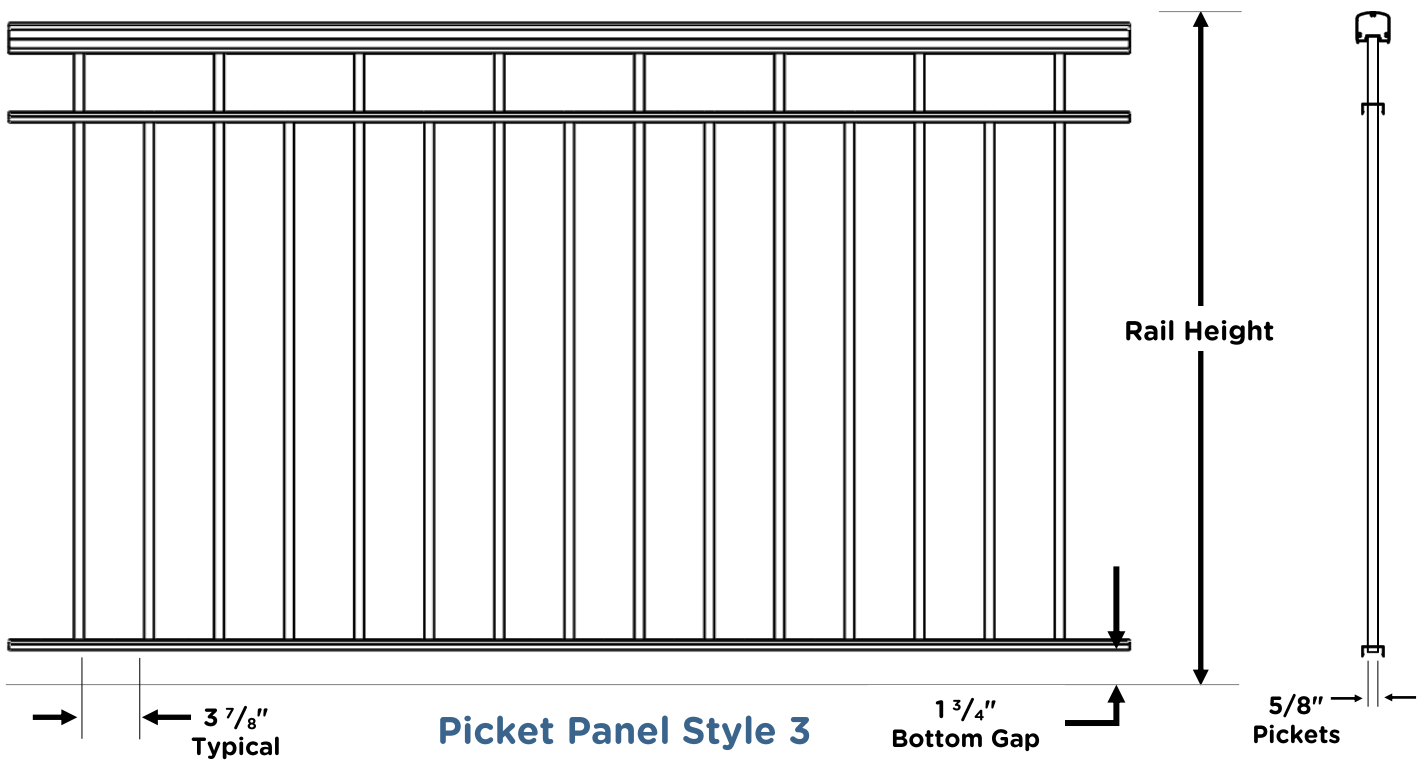 Rail Height
3 7/8"
Typical
Picket Panel Style 3
1 3/4"
Bottom Gap
5/8"
Pickets